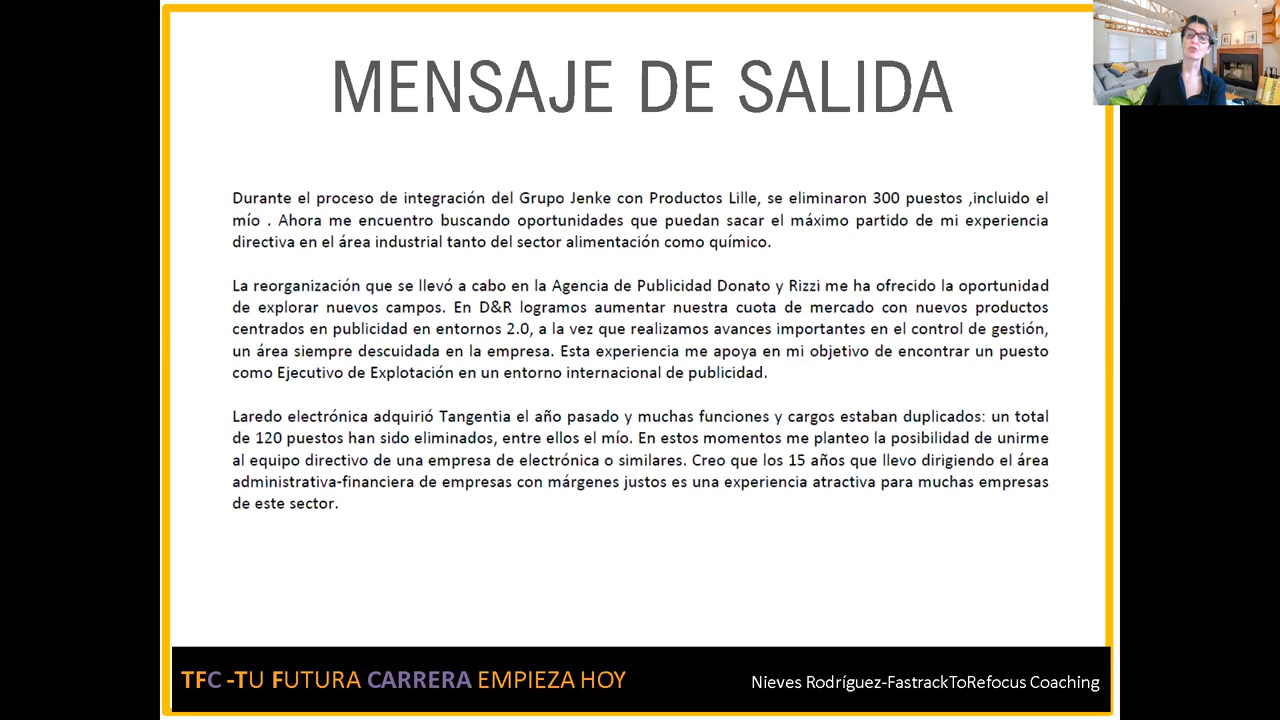 MENSAJE DE SALIDA
Durante el proceso de integración del Grupo Jenke con Productos Lille, se eliminaron 300 puestos ,incluido el
mío . Ahora me encuentro buscando oportunidades que puedan sacar el máximo partido de mi experiencia
directiva en el área industrial tanto del sector alimentación como químico.
La reorganización que se llevó a cabo en la Agencia de Publicidad Donato y Rizzi me ha ofrecido la oportunidad
de explorar nuevos campos. En D&R logramos aumentar nuestra cuota de mercado con nuevos productos
centrados en publicidad en entornos 2.0, a la vez que realizamos avances importantes en el control de gestión,
un área siempre descuidada en la empresa. Esta experiencia me apoya en mi objetivo de encontrar un puesto
como Ejecutivo de Explotación en un entorno internacional de publicidad.
Laredo electrónica adquirió Tangentia el año pasado y muchas funciones y cargos estaban duplicados: un total
de 120 puestos han sido eliminados, entre ellos el mío. En estos momentos me planteo la posibilidad de unirme
al equipo directivo de una empresa de electrónica o similares. Creo que los 15 años que llevo dirigiendo el área
administrativa-financiera de empresas con márgenes justos es una experiencia atractiva para muchas empresas
de este sector.
TFC -TU FUTURA CARRERA EMPIEZA HOY
Nieves Rodríguez-FastrackToRefocus Coaching